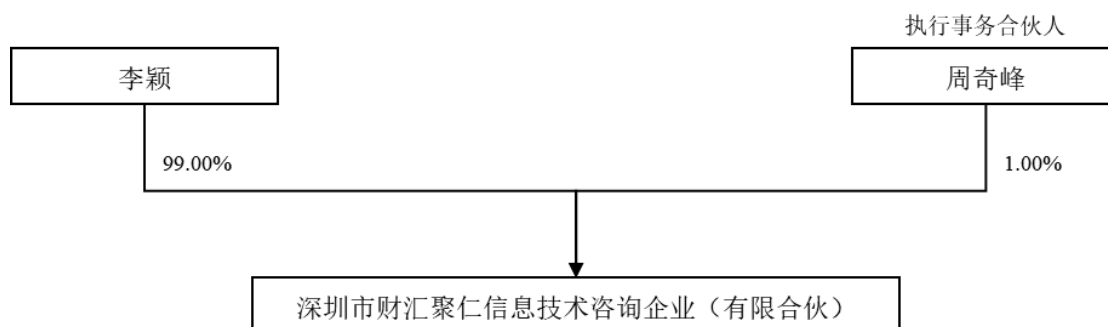 执行事务合伙人
李颖
周奇峰
99.00%
1.00%
深圳市财汇聚仁信息技术咨询企业（有限合伙）